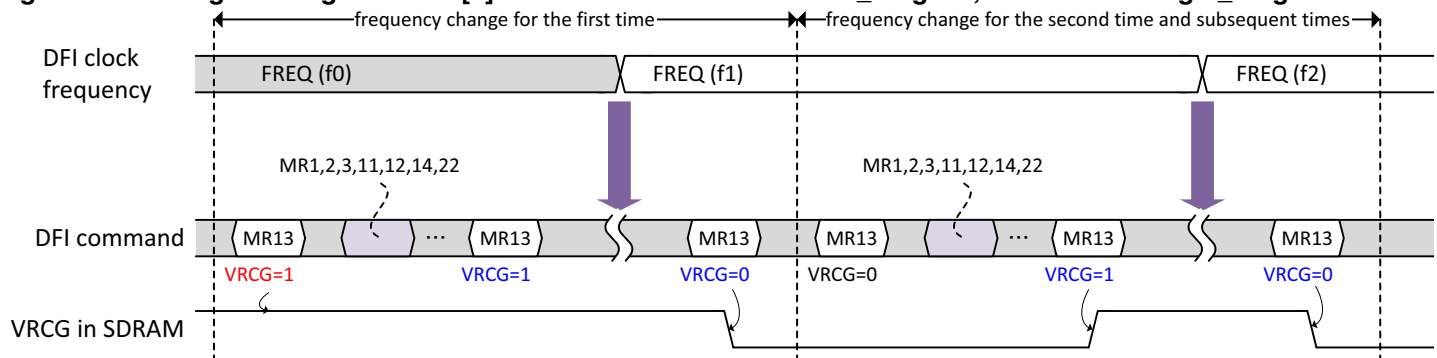 frequency change for the first time
frequency change for the second time and subsequent times
DFI clock
frequency
FREQ (f0)
FREQ (f1)
FREQ (f2)
MR1,2,3,11,12,14,22
MR1,2,3,11,12,14,22
DFI command
MR13
...
MR13
MR13
MR13
...
MR13
MR13
VRCG=1
VRCG=1
VRCG=0
VRCG=0
VRCG=1
VRCG=0
VRCG in SDRAM